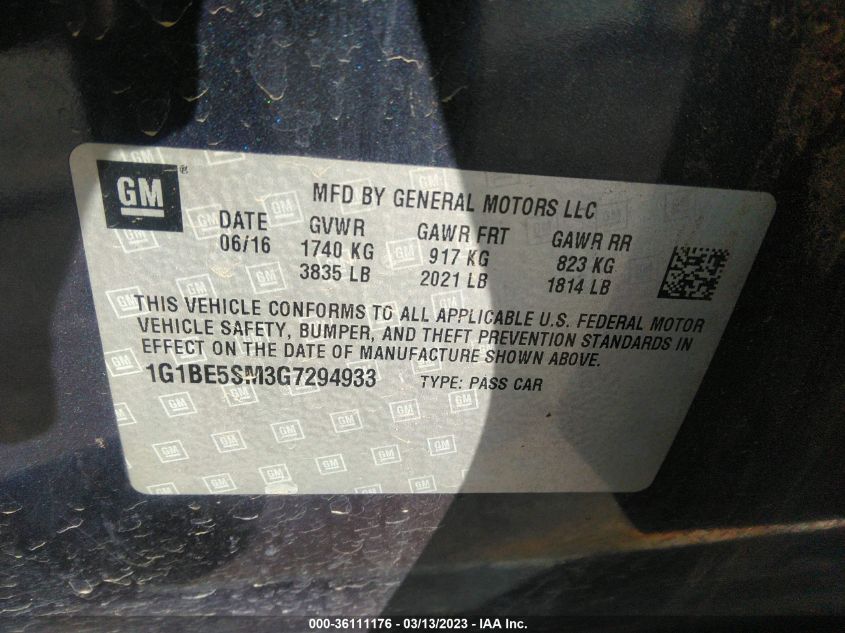 GM®
MFD BY GENERAL MOTORS LLC
DATE GVWR GAWR FRT GAWR RR
06/16 1740 KG 917 KG 823 KG
3835 LB 2021 LB 1814 LB
THIS VEHICLE CONFORMS TO ALL APPLICABLE U.S. FEDERAL MOTOR
VEHICLE SAFETY, BUMPER, AND THEFT PREVENTION STANDARDS IN
EFFECT ON THE DATE OF MANUFACTURE SHOWN ABOVE.
1G1BE5SM3G7294933 TYPE: PASS CAR
000-36111176 - 03/13/2023 - IAA Inc.